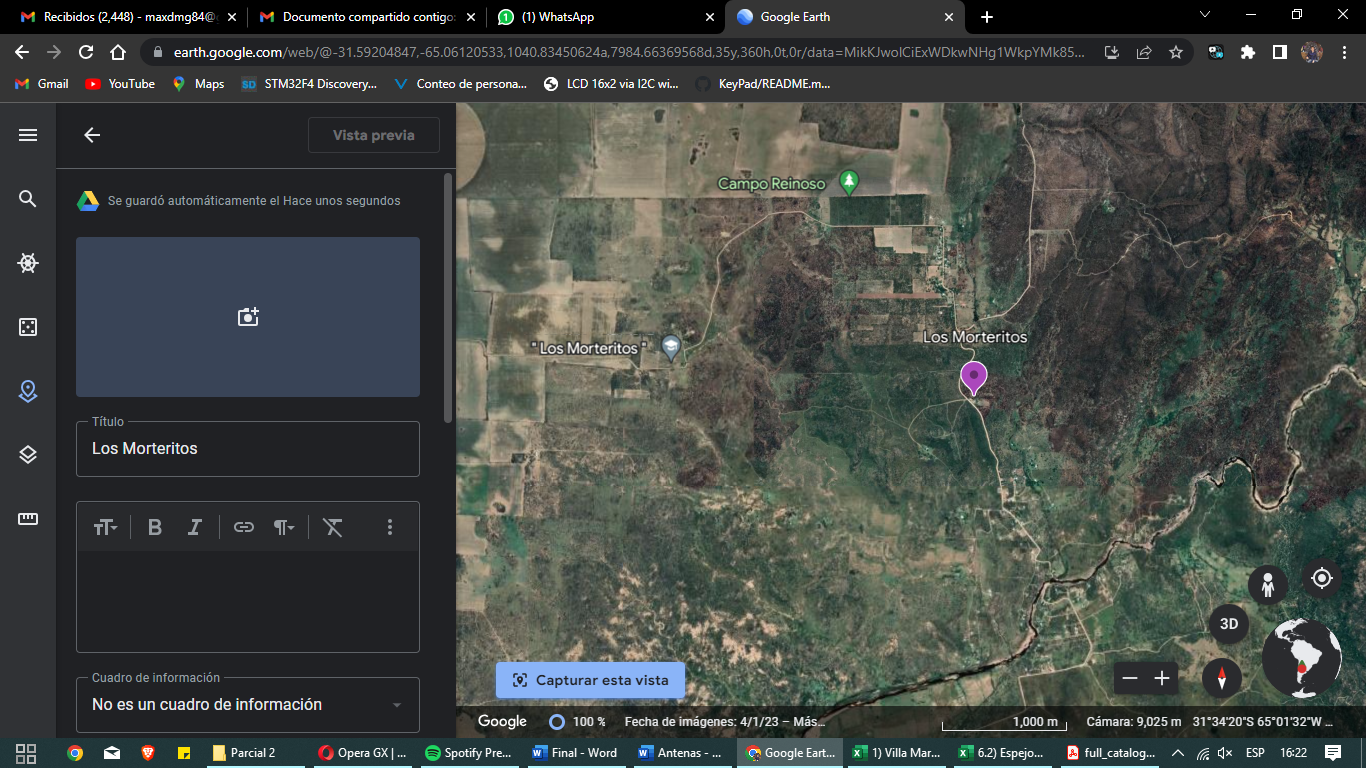 Recibidos (2,448) - maxdmg84@
Documento compartido contigo:
(1) WhatsApp
Google Earth
earth.google.com/web/@-31.59204847,-65.06120533,1040.83450624a,7984.66369568d,35y,360h,0t,0r/data=MikKJwolCiExWDkwNHg1WkpYMk85...
Gmail
YouTube
Maps
SD STM32F4 Discovery...
Conteo de persona...
LCD 16x2 via I2C wi...
KeyPad/README.m...
Vista previa
Se guardó automáticamente el Hace unos segundos
Título
Los Morteritos
Cuadro de información
No es un cuadro de información
Campo Reinoso
" Los Morteritos "
Los Morteritos
3D
Capturar esta vista
Google
100 %
Fecha de imágenes: 4/1/23 – Más...
1,000 m
Cámara: 9,025 m
31°34'20"S 65°01'32"W ...
Parcial 2
Opera GX | ...
Spotify Pre...
Final - Word
Antenas - ...
Google Eart...
1) Villa Mar...
6.2) Espejo...
full_catalog...
ESP
16:22